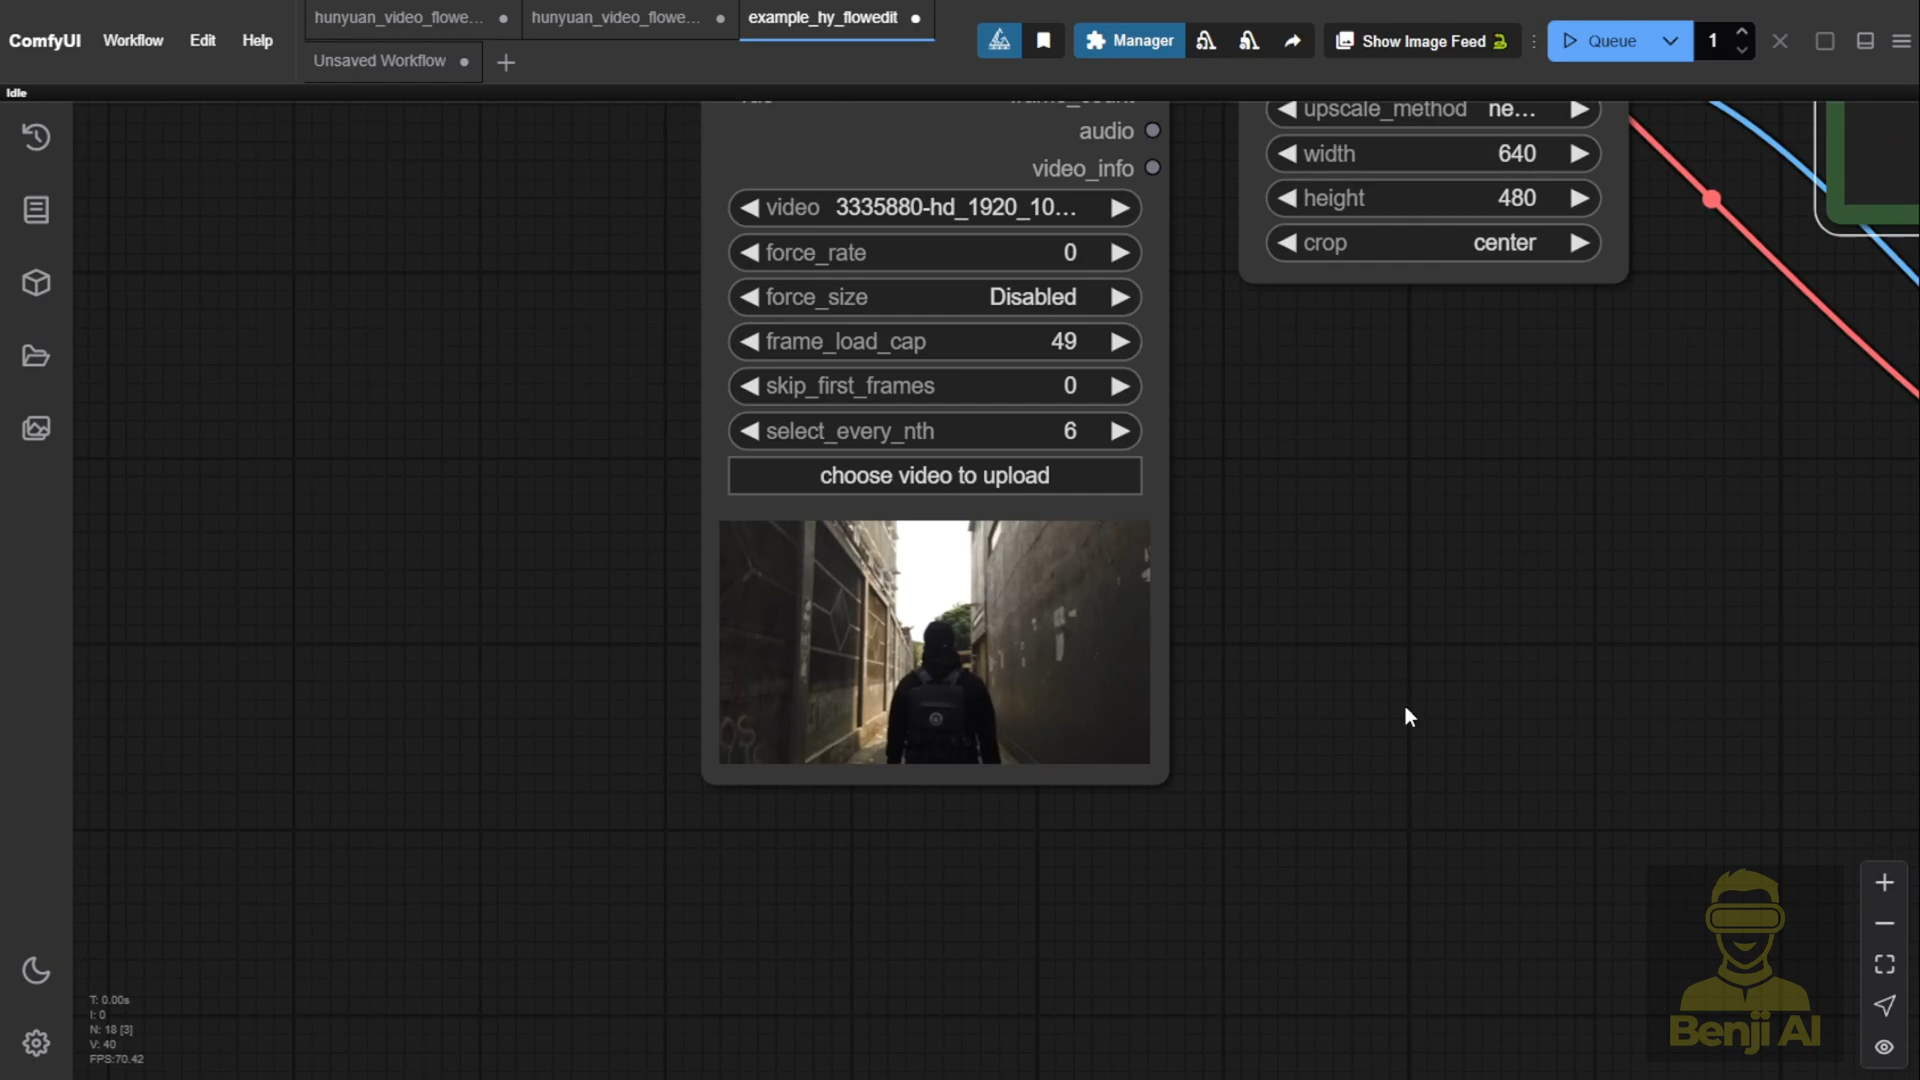 ComfyUI
Workflow
Edit
Help
hunyuan_video_flowe...
hunyuan_video_flowe...
example_hy_flowedit
Unsaved Workflow
Manager
Show Image Feed
Queue
1
Idle
audio
video_info
video 3335880-hd_1920_10...
force_rate 0
force_size Disabled
frame_load_cap 49
skip_first_frames 0
select_every_nth 6
choose video to upload
upscale_method ne...
width 640
height 480
crop center
T: 0.00s
I: 0
N: 18 [3]
V: 40
FPS:70.42
Benji AI